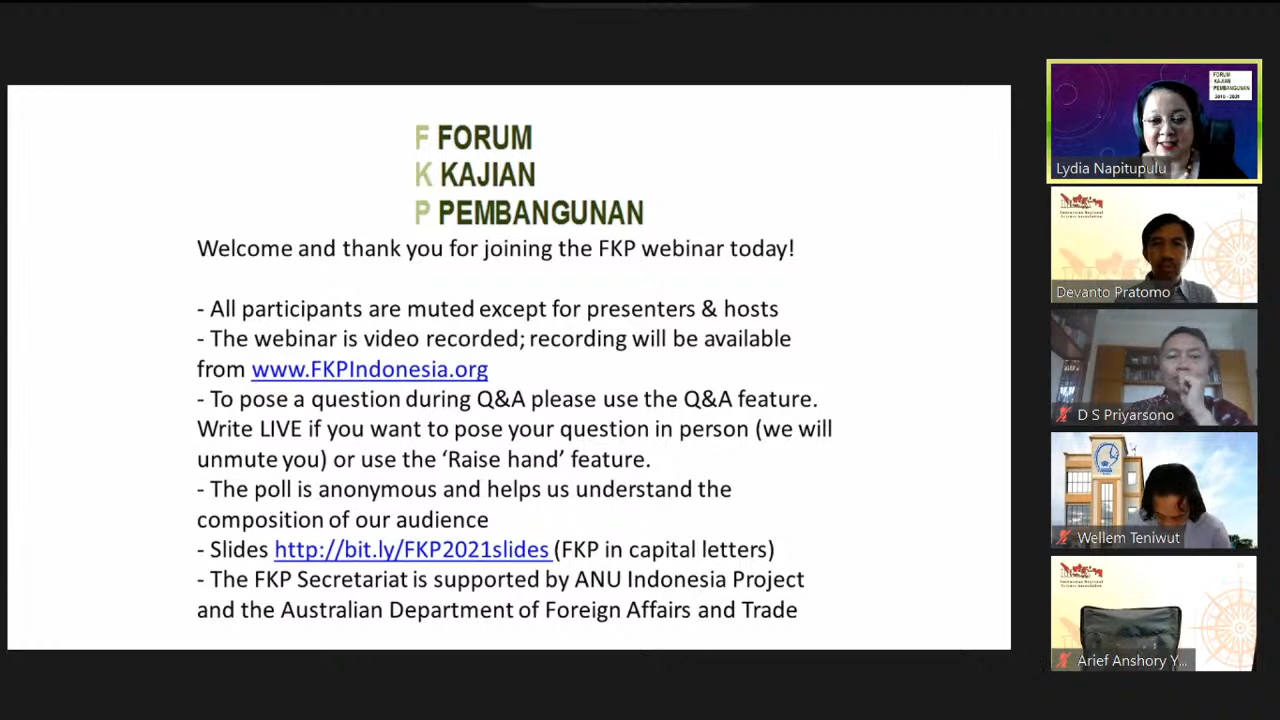 F FORUM
K KAJIAN
P PEMBANGUNAN
Welcome and thank you for joining the FKP webinar today!
- All participants are muted except for presenters & hosts
- The webinar is video recorded; recording will be available
from www.FKPIndonesia.org
- To pose a question during Q&A please use the Q&A feature.
Write LIVE if you want to pose your question in person (we will
unmute you) or use the ‘Raise hand’ feature.
- The poll is anonymous and helps us understand the
composition of our audience
- Slides http://bit.ly/FKP2021slides (FKP in capital letters)
- The FKP Secretariat is supported by ANU Indonesia Project
and the Australian Department of Foreign Affairs and Trade
FORUM
KAJIAN
PEMBANGUNAN
Lydia Napitupulu
Devanto Pratomo
D S Priyarsono
Wellem Teniwut
Arief Anshory Y...